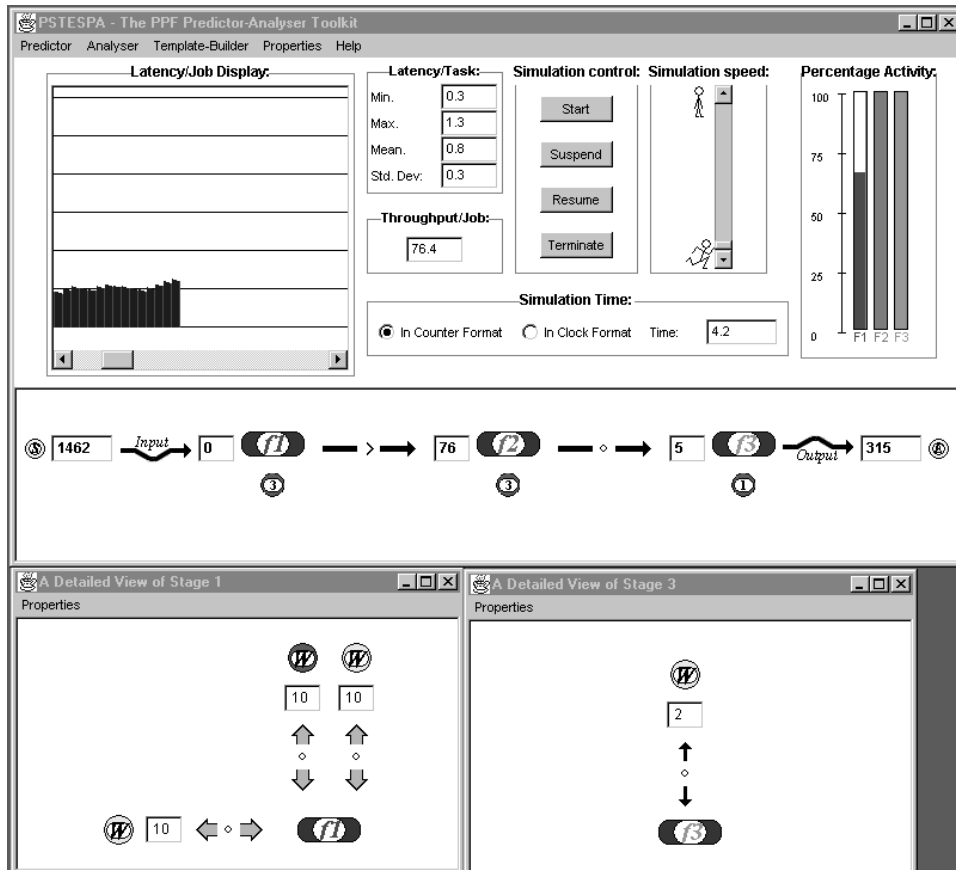 PSTESPA - The PPF Predictor-Analyser Toolkit
Predictor Analyser Template-Builder Properties Help
Latency/Job Display:
Latency/Task:
Min. 0.3
Max. 1.3
Mean. 0.8
Std. Dev: 0.3
Throughput/Job:
76.4
Simulation control:
Start
Suspend
Resume
Terminate
Simulation speed:
Percentage Activity:
100
75
50
25
0
F1 F2 F3
Simulation Time:
In Counter Format In Clock Format Time: 4.2
S 1462 Input 0 f1 > 76 f2 5 f3 Output 315 E
3 3 1
A Detailed View of Stage 1
Properties
W W
10 10
W 10 f1
A Detailed View of Stage 3
Properties
W
2
f3